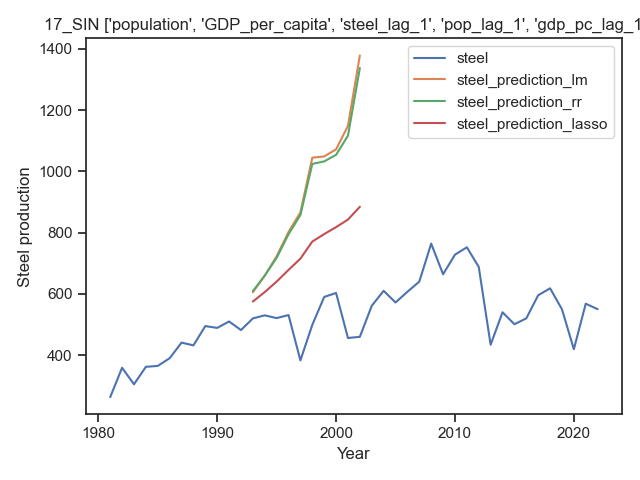 17_SIN ['population', 'GDP_per_capita', 'steel_lag_1', 'pop_lag_1', 'gdp_pc_lag_1
steel
steel_prediction_lm
steel_prediction_rr
steel_prediction_lasso
Steel production
1400
1200
1000
800
600
400
1980 1990 2000 2010 2020
Year